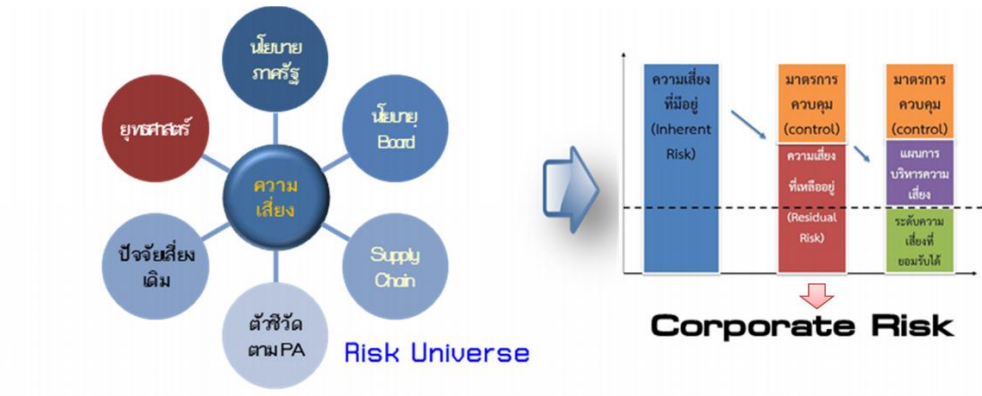 นโยบาย
ภาครัฐ
ยุทธศาสตร์
นโยบาย
Board
ความ
เสี่ยง
ปัจจัยเสี่ยง
เดิม
Supply
Chain
ตัวชี้วัด
ตาม PA
Risk Universe
ความเสี่ยง
ที่มีอยู่
(Inherent
Risk)
มาตรการ
ควบคุม
(control)
ความเสี่ยง
ที่เหลืออยู่
(Residual
Risk)
มาตรการ
ควบคุม
(control)
แผนการ
บริหารความ
เสี่ยง
ระดับความ
เสี่ยงที่
ยอมรับได้
Corporate Risk